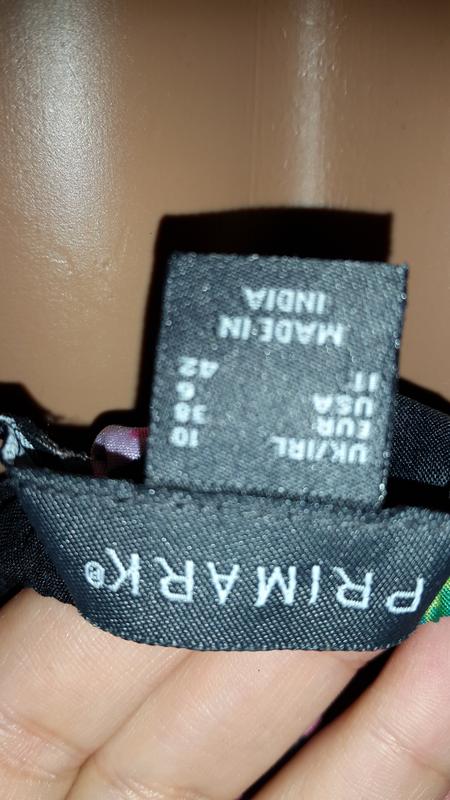 PRIMARK®
UK/IRL 10
EUR 38
USA 6
IT 42
MADE IN
INDIA